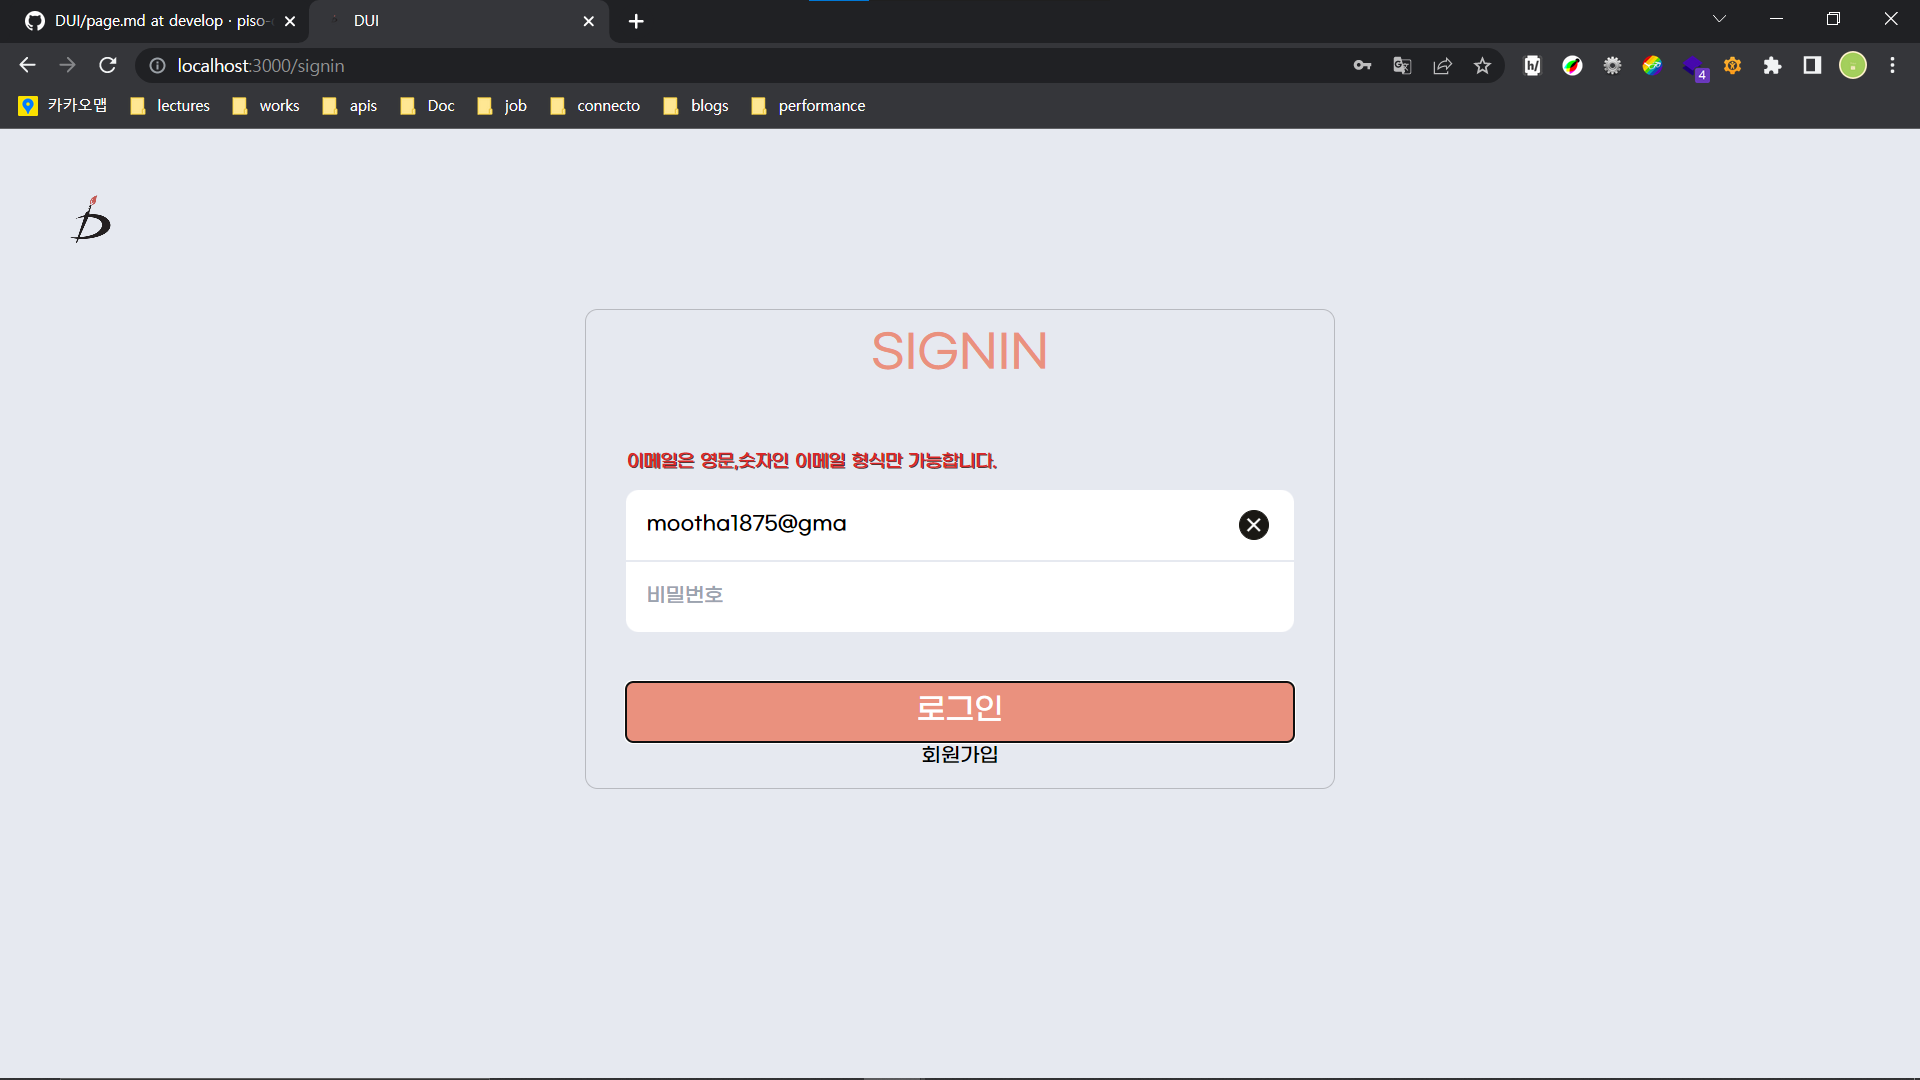 DUI/page.md at develop · piso-
DUI
localhost:3000/signin
4
카카오맵
lectures
works
apis
Doc
job
connecto
blogs
performance
SIGNIN
이메일은 영문,숫자인 이메일 형식만 가능합니다.
mootha1875@gma
비밀번호
로그인
회원가입